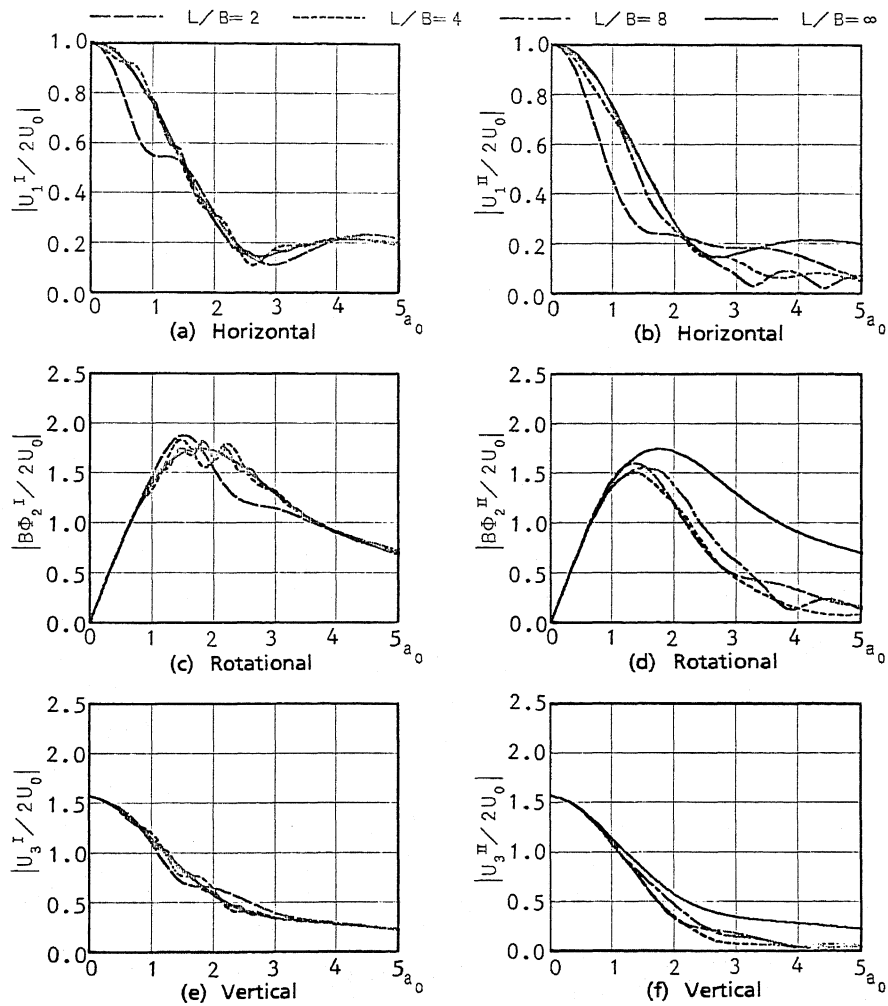 L/B=2 L/B=4 L/B=8 L/B=∞
|U₁ᴵ/2U₀|
1.0
0.8
0.6
0.4
0.2
0.0
0 1 2 3 4 5 a₀
(a) Horizontal
|U₁ᴵᴵ/2U₀|
1.0
0.8
0.6
0.4
0.2
0.0
0 1 2 3 4 5 a₀
(b) Horizontal
|BΦ₂ᴵ/2U₀|
2.5
2.0
1.5
1.0
0.5
0.0
0 1 2 3 4 5 a₀
(c) Rotational
|BΦ₂ᴵᴵ/2U₀|
2.5
2.0
1.5
1.0
0.5
0.0
0 1 2 3 4 5 a₀
(d) Rotational
|U₃ᴵ/2U₀|
2.5
2.0
1.5
1.0
0.5
0.0
0 1 2 3 4 5 a₀
(e) Vertical
|U₃ᴵᴵ/2U₀|
2.5
2.0
1.5
1.0
0.5
0.0
0 1 2 3 4 5 a₀
(f) Vertical